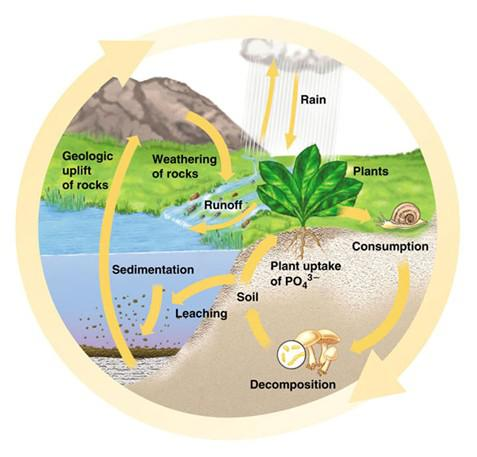 Rain
Geologic
uplift
of rocks
Weathering
of rocks
Plants
Runoff
Consumption
Sedimentation
Plant uptake
of PO₄³⁻
Soil
Leaching
Decomposition